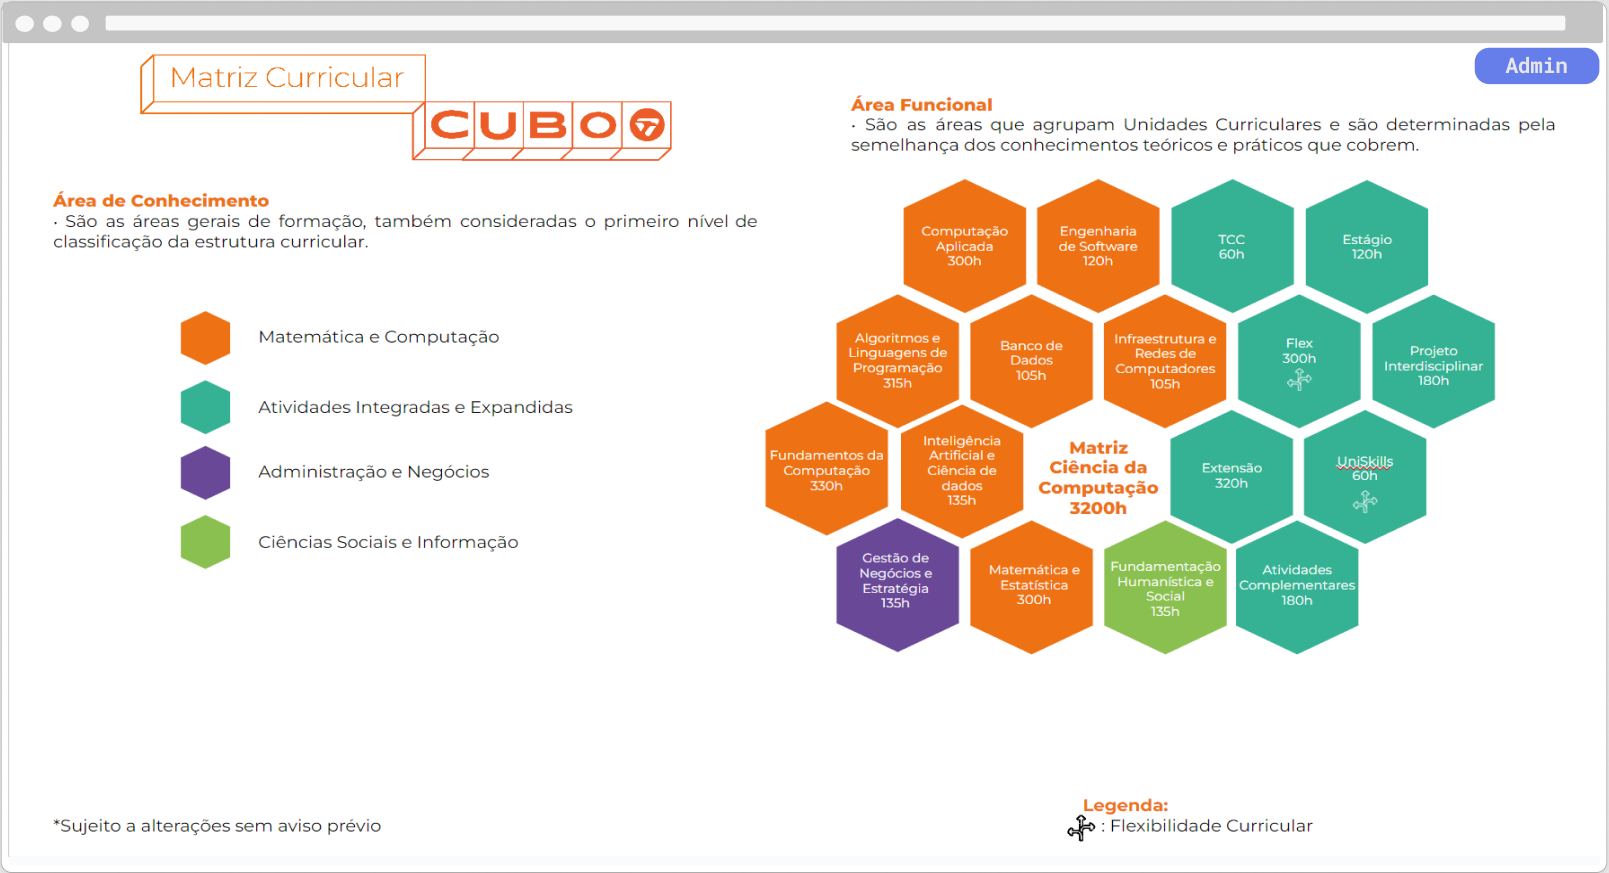 Admin
Matriz Curricular
CUBO
Área de Conhecimento
• São as áreas gerais de formação, também consideradas o primeiro nível de
classificação da estrutura curricular.
Matemática e Computação
Atividades Integradas e Expandidas
Administração e Negócios
Ciências Sociais e Informação
*Sujeito a alterações sem aviso prévio
Área Funcional
• São as áreas que agrupam Unidades Curriculares e são determinadas pela
semelhança dos conhecimentos teóricos e práticos que cobrem.
Computação
Aplicada
300h
Engenharia
de Software
120h
TCC
60h
Estágio
120h
Algoritmos e
Linguagens de
Programação
315h
Banco de
Dados
105h
Infraestrutura e
Redes de
Computadores
105h
Flex
300h
Projeto
Interdisciplinar
180h
Fundamentos da
Computação
330h
Inteligência
Artificial e
Ciência de
dados
135h
Matriz
Ciência da
Computação
3200h
Extensão
320h
UniSkills
60h
Gestão de
Negócios e
Estratégia
135h
Matemática e
Estatística
300h
Fundamentação
Humanística e
Social
135h
Atividades
Complementares
180h
Legenda:
: Flexibilidade Curricular